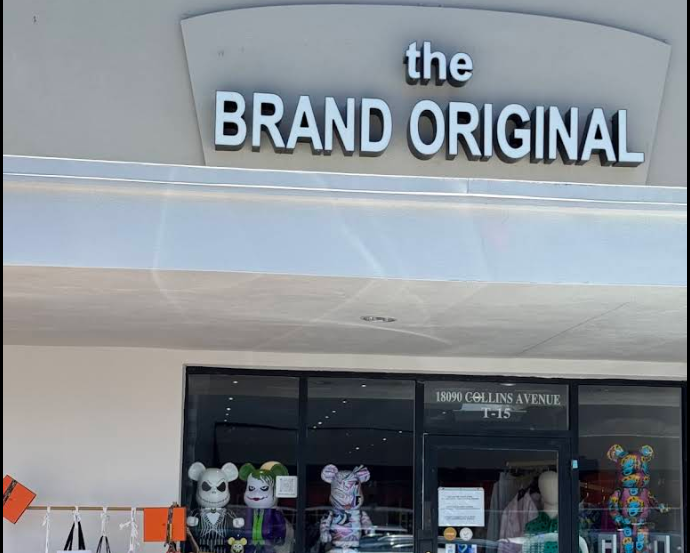 the
BRAND ORIGINAL
18090 COLLINS AVENUE
T-15